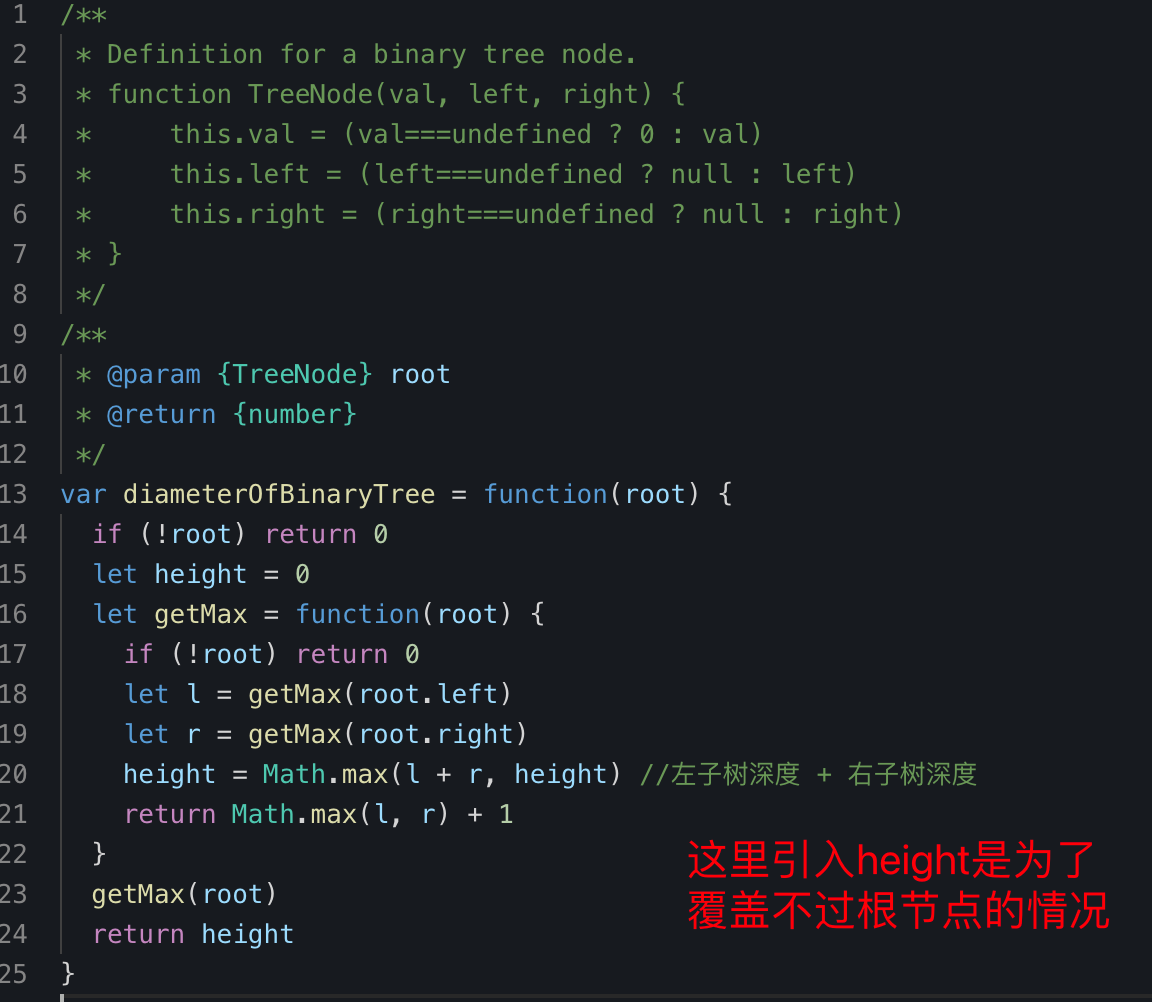 1 /**
2  * Definition for a binary tree node.
3  * function TreeNode(val, left, right) {
4  *     this.val = (val===undefined ? 0 : val)
5  *     this.left = (left===undefined ? null : left)
6  *     this.right = (right===undefined ? null : right)
7  * }
8  */
9 /**
10  * @param {TreeNode} root
11  * @return {number}
12  */
13 var diameterOfBinaryTree = function(root) {
14   if (!root) return 0
15   let height = 0
16   let getMax = function(root) {
17     if (!root) return 0
18     let l = getMax(root.left)
19     let r = getMax(root.right)
20     height = Math.max(l + r, height) //左子树深度 + 右子树深度
21     return Math.max(l, r) + 1
22   }
23   getMax(root)
24   return height
25 }
这里引入height是为了
覆盖不过根节点的情况